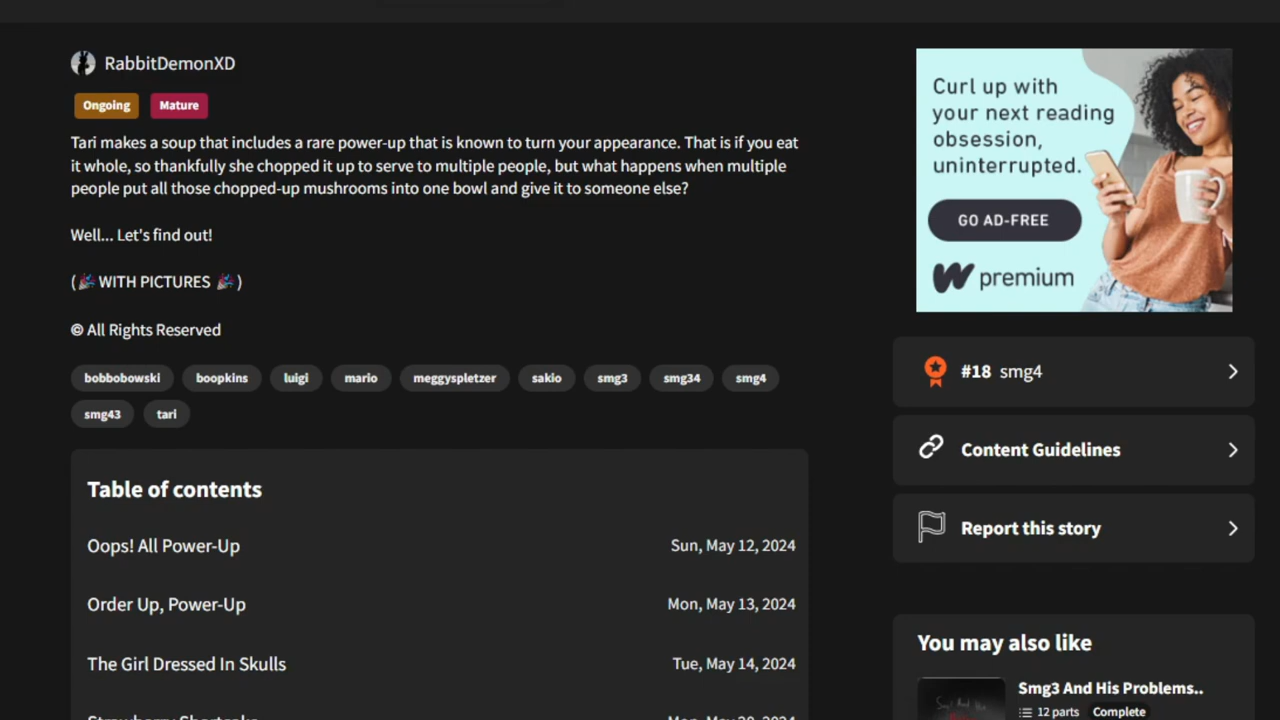 RabbitDemonXD
Ongoing Mature
Tari makes a soup that includes a rare power-up that is known to turn your appearance. That is if you eat
it whole, so thankfully she chopped it up to serve to multiple people, but what happens when multiple
people put all those chopped-up mushrooms into one bowl and give it to someone else?
Well... Let's find out!
(🎉 WITH PICTURES 🎉)
© All Rights Reserved
bobbobowski boopkins luigi mario meggyspletzer sakio smg3 smg34 smg4
smg43 tari
Table of contents
Oops! All Power-Up Sun, May 12, 2024
Order Up, Power-Up Mon, May 13, 2024
The Girl Dressed In Skulls Tue, May 14, 2024
Curl up with
your next reading
obsession,
uninterrupted.
GO AD-FREE
W premium
#18 smg4
Content Guidelines
Report this story
You may also like
Smg3 And His Problems..
12 parts Complete